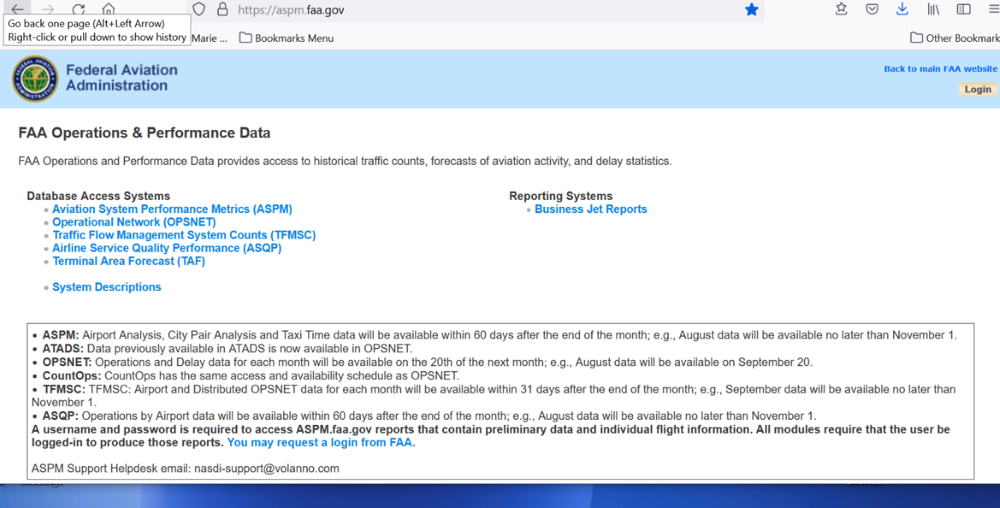 https://aspm.faa.gov
Go back one page (Alt+Left Arrow)
Right-click or pull down to show history
Marie ...
Bookmarks Menu
Other Bookmark
Federal Aviation
Administration
Back to main FAA website
Login
FAA Operations & Performance Data
FAA Operations and Performance Data provides access to historical traffic counts, forecasts of aviation activity, and delay statistics.
Database Access Systems
• Aviation System Performance Metrics (ASPM)
• Operational Network (OPSNET)
• Traffic Flow Management System Counts (TFMSC)
• Airline Service Quality Performance (ASQP)
• Terminal Area Forecast (TAF)
• System Descriptions
Reporting Systems
• Business Jet Reports
• ASPM: Airport Analysis, City Pair Analysis and Taxi Time data will be available within 60 days after the end of the month; e.g., August data will be available no later than November 1.
• ATADS: Data previously available in ATADS is now available in OPSNET.
• OPSNET: Operations and Delay data for each month will be available on the 20th of the next month; e.g., August data will be available on September 20.
• CountOps: CountOps has the same access and availability schedule as OPSNET.
• TFMSC: TFMSC: Airport and Distributed OPSNET data for each month will be available within 31 days after the end of the month; e.g., September data will be available no later than
November 1.
• ASQP: Operations by Airport data will be available within 60 days after the end of the month; e.g., August data will be available no later than November 1.
A username and password is required to access ASPM.faa.gov reports that contain preliminary data and individual flight information. All modules require that the user be
logged-in to produce those reports. You may request a login from FAA.
ASPM Support Helpdesk email: nasdi-support@volanno.com